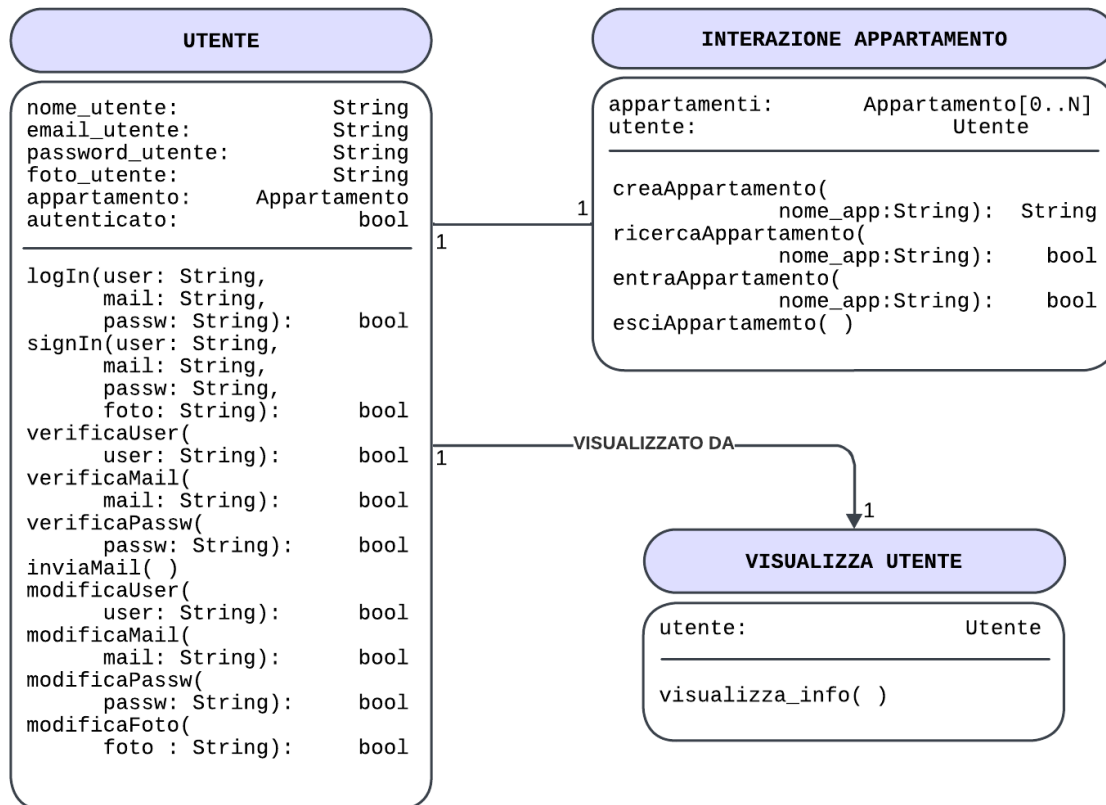 UTENTE
nome_utente: String
email_utente: String
password_utente: String
foto_utente: String
appartamento: Appartamento
autenticato: bool
logIn(user: String,
mail: String,
passw: String): bool
signIn(user: String,
mail: String,
passw: String,
foto: String): bool
verificaUser(
user: String): bool
verificaMail(
mail: String): bool
verificaPassw(
passw: String): bool
inviaMail( )
modificaUser(
user: String): bool
modificaMail(
mail: String): bool
modificaPassw(
passw: String): bool
modificaFoto(
foto : String): bool
1
1
INTERAZIONE APPARTAMENTO
appartamenti: Appartamento[0..N]
utente: Utente
creaAppartamento(
nome_app:String): String
ricercaAppartamento(
nome_app:String): bool
entraAppartamento(
nome_app:String): bool
esciAppartamemto( )
1
VISUALIZZATO DA
1
VISUALIZZA UTENTE
utente: Utente
visualizza_info( )